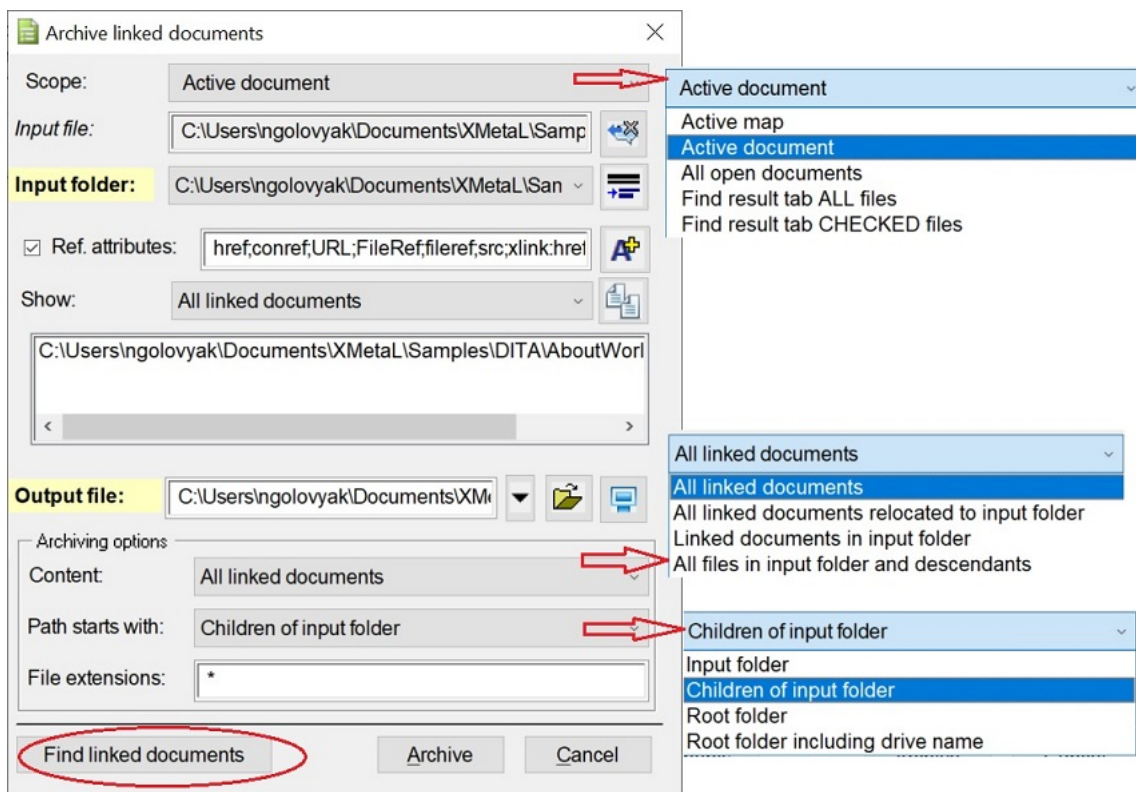 Archive linked documents
Scope: Active document
Input file: C:\Users\ngolovyak\Documents\XMetaL\Samp
Input folder: C:\Users\ngolovyak\Documents\XMetaL\San
Ref. attributes: href;conref;URL;FileRef;fileref;src;xlink:href
Show: All linked documents
C:\Users\ngolovyak\Documents\XMetaL\Samples\DITA\AboutWorl
Output file: C:\Users\ngolovyak\Documents\XM
Archiving options
Content: All linked documents
Path starts with: Children of input folder
File extensions: *
Find linked documents Archive Cancel
Active document
Active map
Active document
All open documents
Find result tab ALL files
Find result tab CHECKED files
All linked documents
All linked documents
All linked documents relocated to input folder
Linked documents in input folder
All files in input folder and descendants
Children of input folder
Input folder
Children of input folder
Root folder
Root folder including drive name